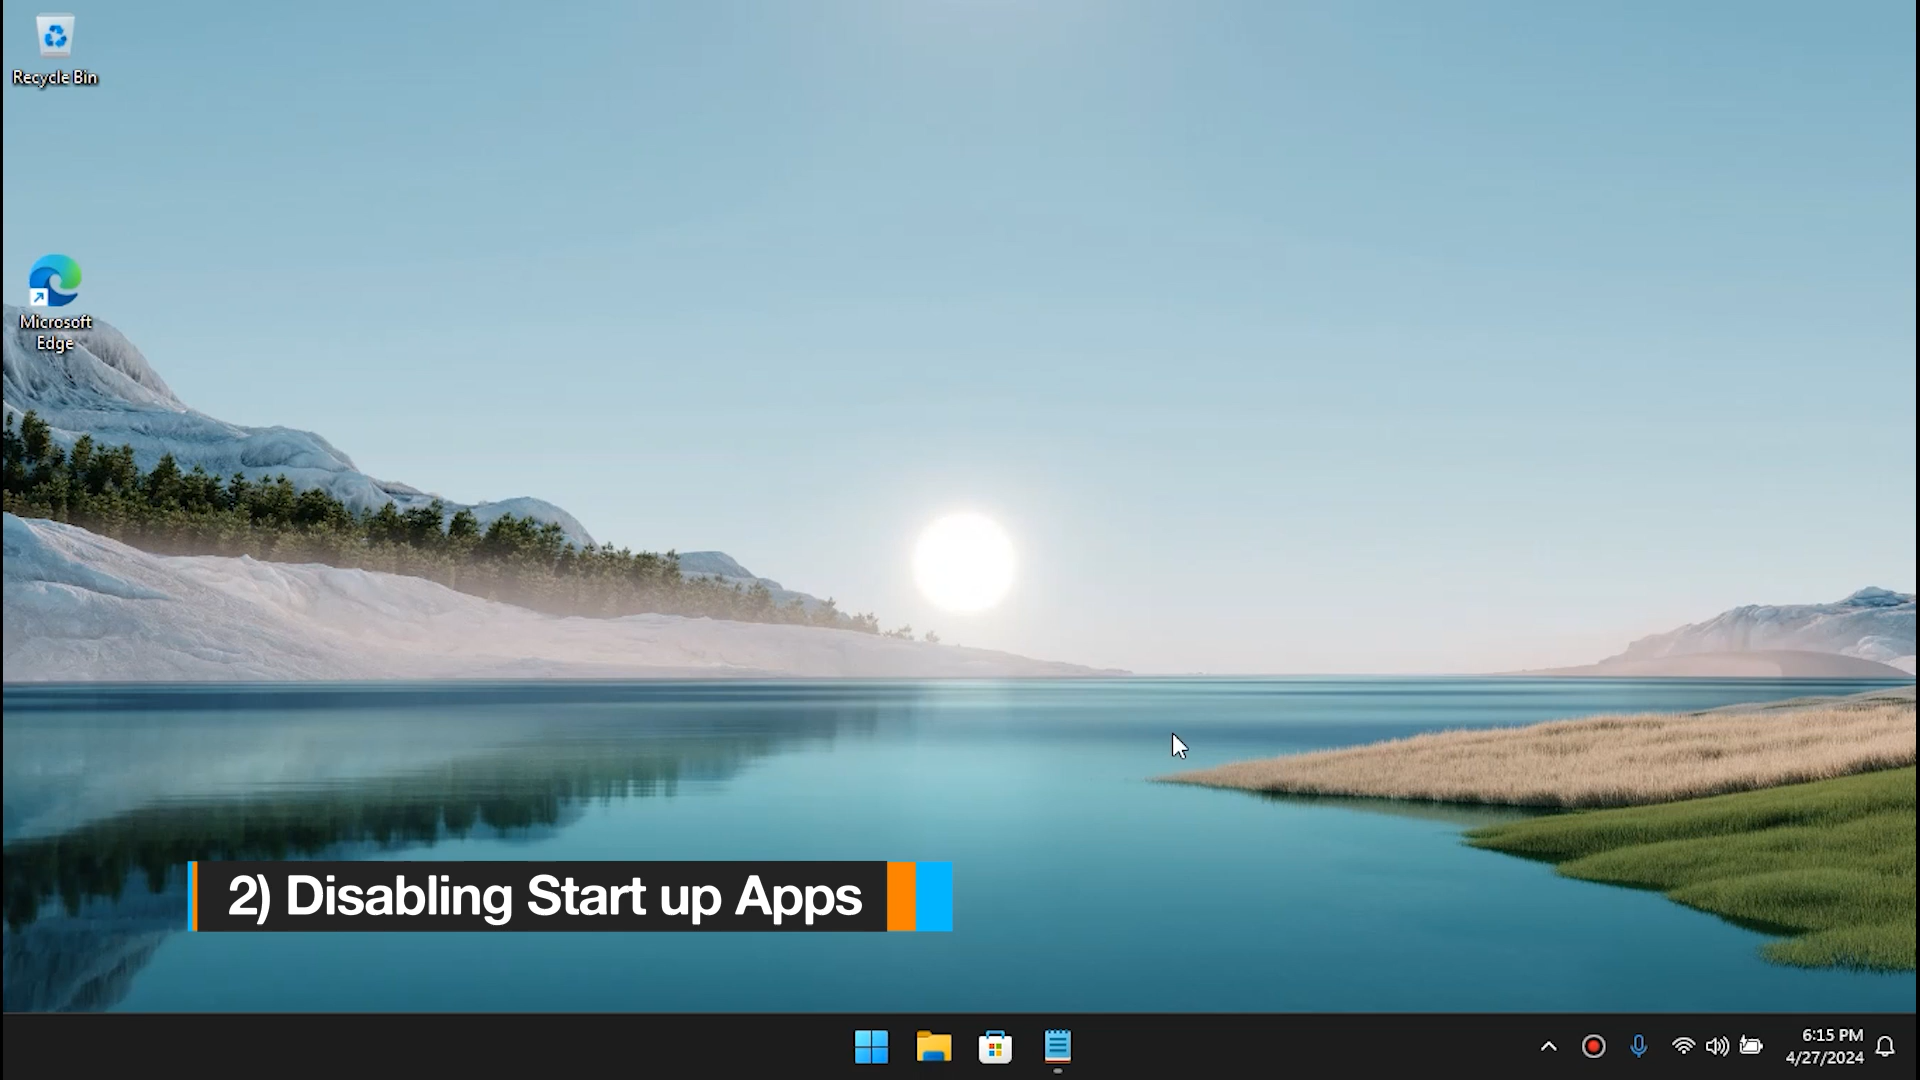 Recycle Bin
Microsoft
Edge
2) Disabling Start up Apps
6:15 PM
4/27/2024